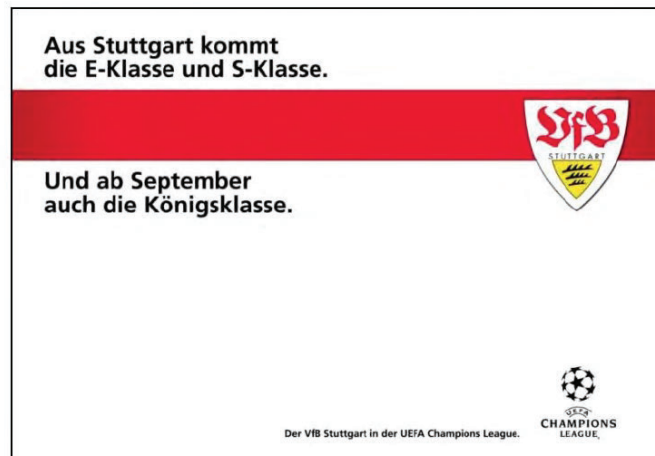 Aus Stuttgart kommt
die E-Klasse und S-Klasse.
VfB
STUTTGART
Und ab September
auch die Königsklasse.
Der VfB Stuttgart in der UEFA Champions League.
UEFA
CHAMPIONS
LEAGUE